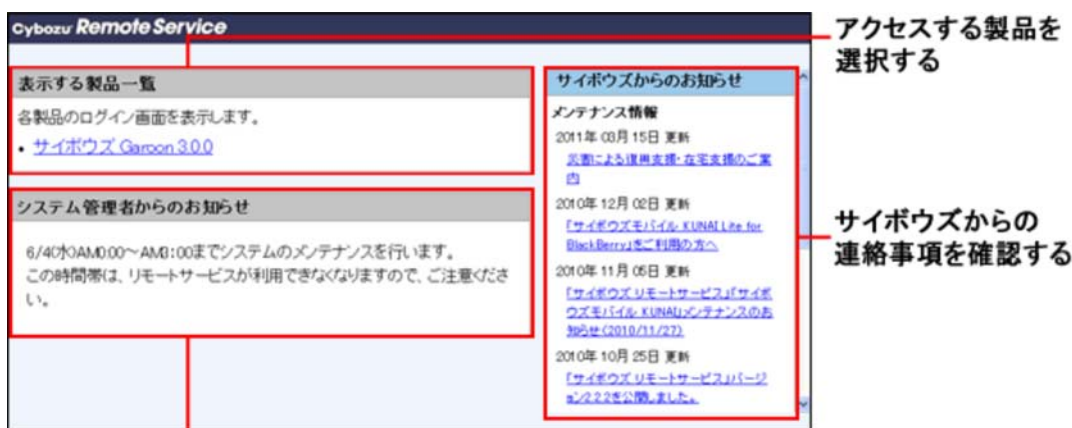 Cybozu Remote Service
アクセスする製品を
選択する
表示する製品一覧
各製品のログイン画面を表示します。
・サイボウズ Garoon 3.0.0
システム管理者からのお知らせ
6/4(水)AM0:00～AM3:00までシステムのメンテナンスを行います。
この時間帯は、リモートサービスが利用できなくなりますので、ご注意くださ
い。
サイボウズからのお知らせ
メンテナンス情報
2011年 03月 15日 更新
災害による復興支援・在宅支援のご案
内
2010年 12月 02日 更新
「サイボウズモバイル KUNAI Lite for
BlackBerry」をご利用の方へ
2010年 11月 05日 更新
「サイボウズ リモートサービス」「サイボ
ウズモバイル KUNAI」メンテナンスのお
知らせ(2010/11/27)
2010年 10月 25日 更新
「サイボウズ リモートサービス」バージ
ョン2.2.2を公開しました。
サイボウズからの
連絡事項を確認する